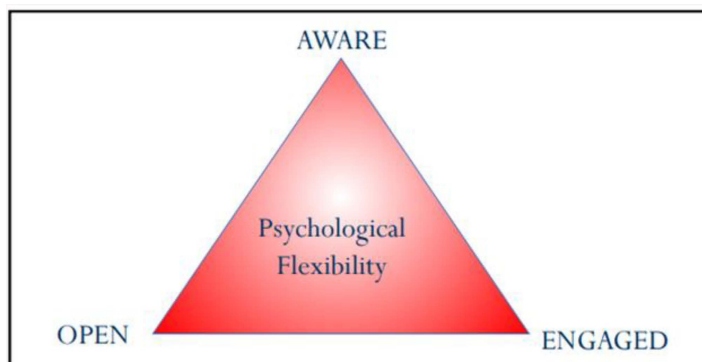 AWARE
Psychological
Flexibility
OPEN
ENGAGED